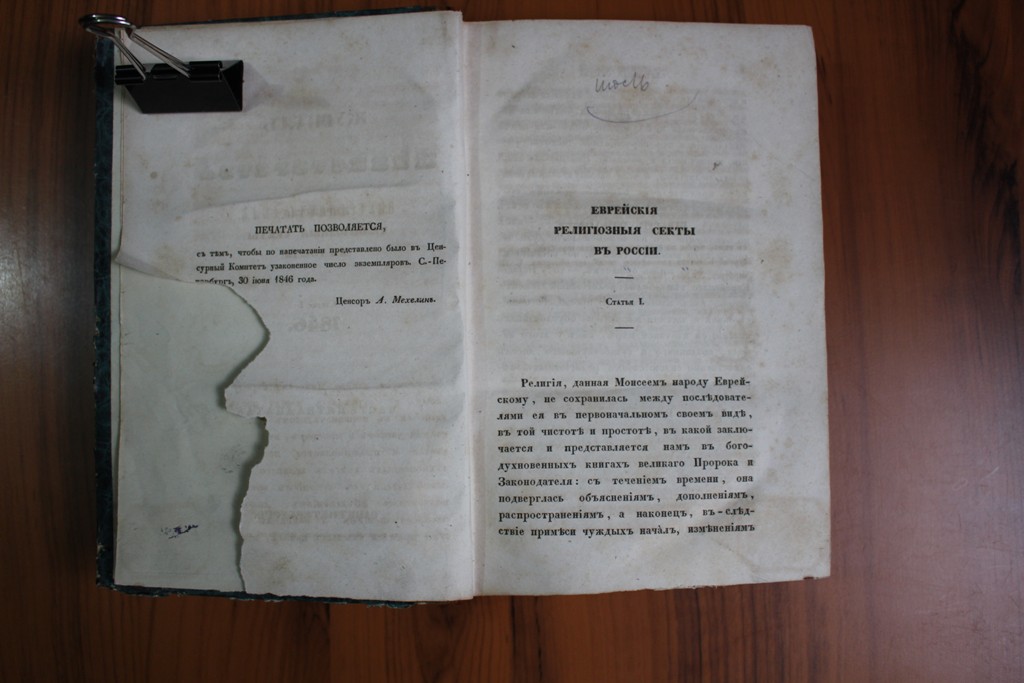 ПЕЧАТАТЬ ПОЗВОЛЯЕТСЯ,
съ тѣмъ, чтобы по напечатаніи представлено было въ Цен-
сурный Комитетъ узаконенное число экземпляровъ. С.-Пе-
тербургъ, 30 іюня 1846 года.
Ценсоръ А. Мехелинъ.
1846.
ЕВРЕЙСКІЯ
РЕЛИГІОЗНЫЯ СЕКТЫ
ВЪ РОССІИ.
Статья I.
Религія, данная Моисеемъ народу Еврей-
скому, не сохранилась между послѣдовате-
лями ея въ первоначальномъ своемъ видѣ,
въ той чистотѣ и простотѣ, въ какой заклю-
чается и представляется намъ въ бого-
духновенныхъ книгахъ великаго Пророка и
Законодателя: съ теченіемъ времени, она
подверглась объясненіямъ, дополненіямъ,
распространеніямъ, а наконецъ, въ-слѣд-
ствіе примѣси чуждыхъ начàлъ, измѣненіямъ